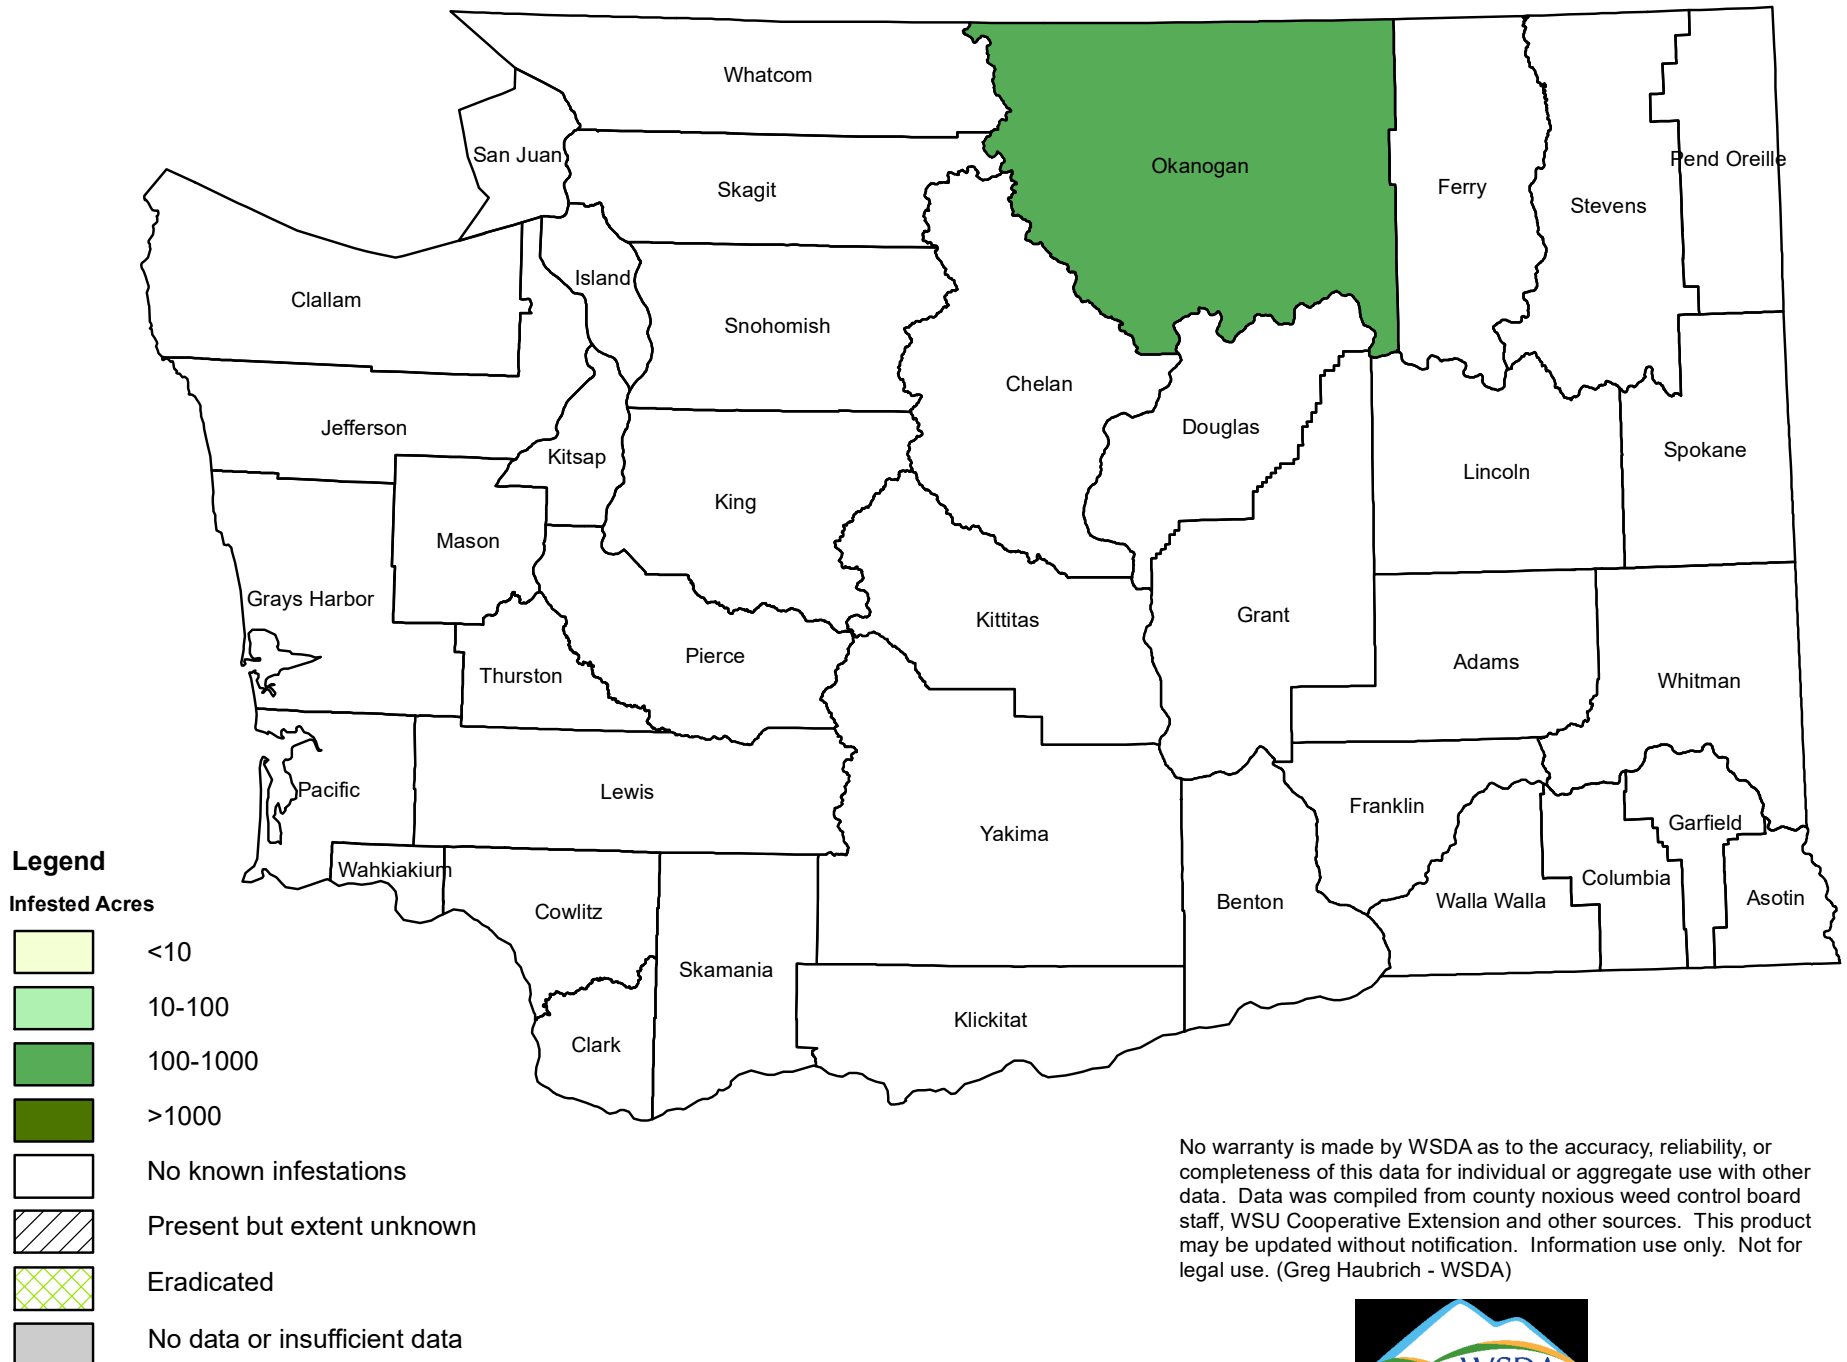 Whatcom
San Juan
Skagit
Okanogan
Ferry
Stevens
Pend Oreille
Clallam
Island
Snohomish
Chelan
Douglas
Jefferson
Kitsap
King
Lincoln
Spokane
Mason
Grays Harbor
Kittitas
Grant
Thurston
Pierce
Adams
Whitman
Pacific
Lewis
Yakima
Franklin
Garfield
Wahkiakium
Cowlitz
Benton
Walla Walla
Columbia
Asotin
Skamania
Klickitat
Clark
Legend
Infested Acres
<10
10-100
100-1000
>1000
No known infestations
Present but extent unknown
Eradicated
No data or insufficient data
No warranty is made by WSDA as to the accuracy, reliability, or
completeness of this data for individual or aggregate use with other
data.  Data was compiled from county noxious weed control board
staff, WSU Cooperative Extension and other sources.  This product
may be updated without notification.  Information use only.  Not for
legal use. (Greg Haubrich - WSDA)
WSDA